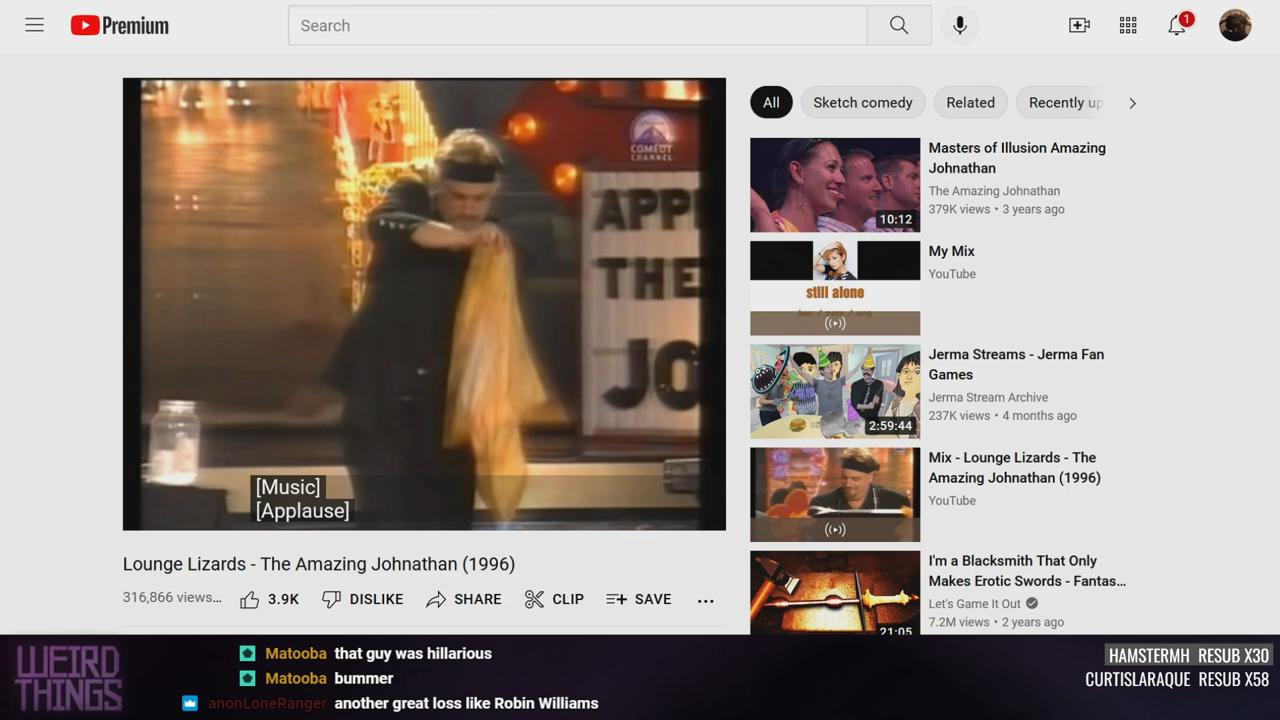 Premium
Search
1
COMEDY
CHANNEL
APPL
THE
JO
[Music]
[Applause]
Lounge Lizards - The Amazing Johnathan (1996)
316,866 views...
3.9K
DISLIKE
SHARE
CLIP
SAVE
All
Sketch comedy
Related
Recently up
Masters of Illusion Amazing
Johnathan
The Amazing Johnathan
379K views • 3 years ago
10:12
My Mix
YouTube
still alone
Jerma Streams - Jerma Fan
Games
Jerma Stream Archive
237K views • 4 months ago
2:59:44
Mix - Lounge Lizards - The
Amazing Johnathan (1996)
YouTube
I'm a Blacksmith That Only
Makes Erotic Swords - Fantas...
Let's Game It Out
7.2M views • 2 years ago
21:05
WEIRD
THINGS
Matooba that guy was hillarious
Matooba bummer
anonLoneRanger another great loss like Robin Williams
HAMSTERMH RESUB X30
CURTISLARAQUE RESUB X58